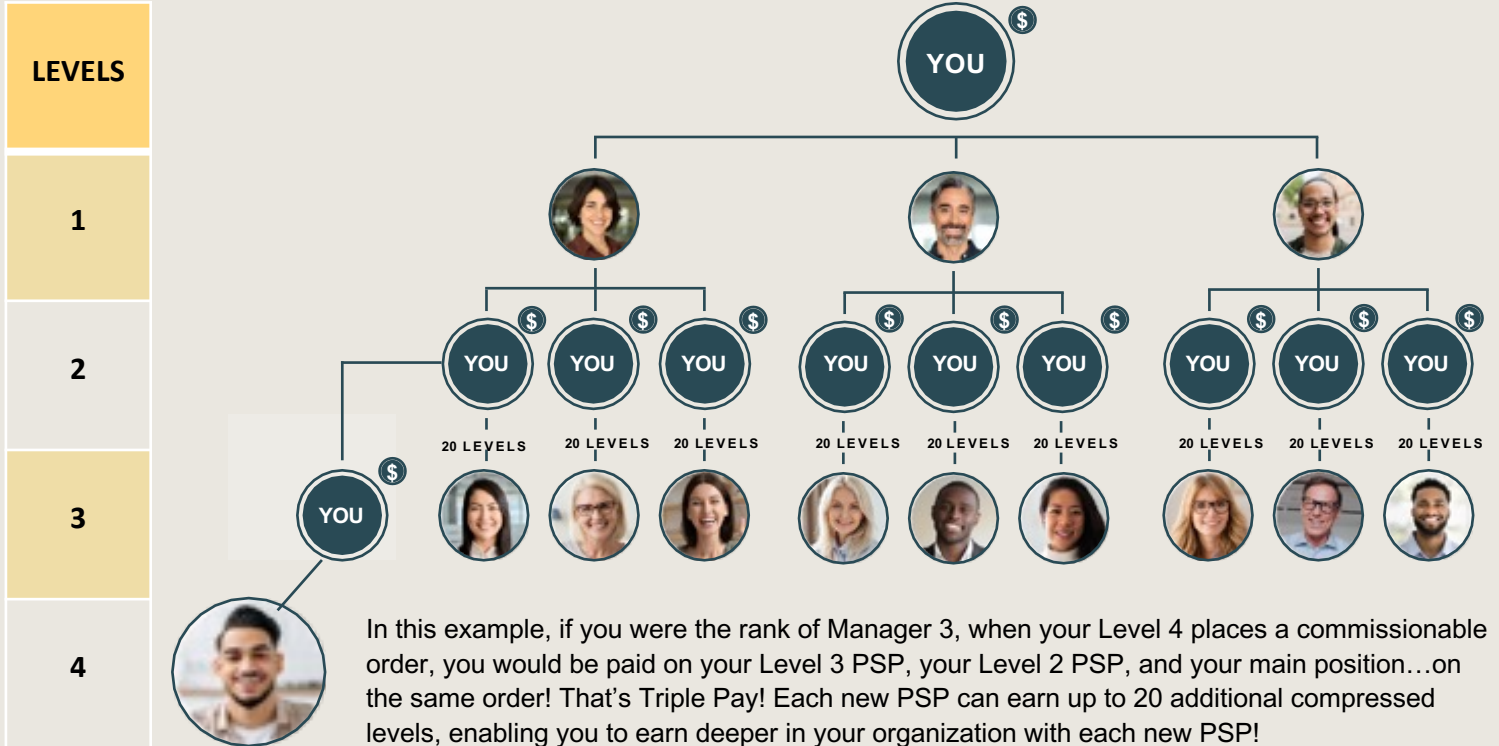 LEVELS
$
YOU
1
$ $ $ $ $ $ $ $ $
2
YOU YOU YOU YOU YOU YOU YOU YOU YOU
20 LEVELS 20 LEVELS 20 LEVELS 20 LEVELS 20 LEVELS 20 LEVELS 20 LEVELS 20 LEVELS 20 LEVELS
$
3
YOU
4
In this example, if you were the rank of Manager 3, when your Level 4 places a commissionable
order, you would be paid on your Level 3 PSP, your Level 2 PSP, and your main position…on
the same order! That’s Triple Pay! Each new PSP can earn up to 20 additional compressed
levels, enabling you to earn deeper in your organization with each new PSP!